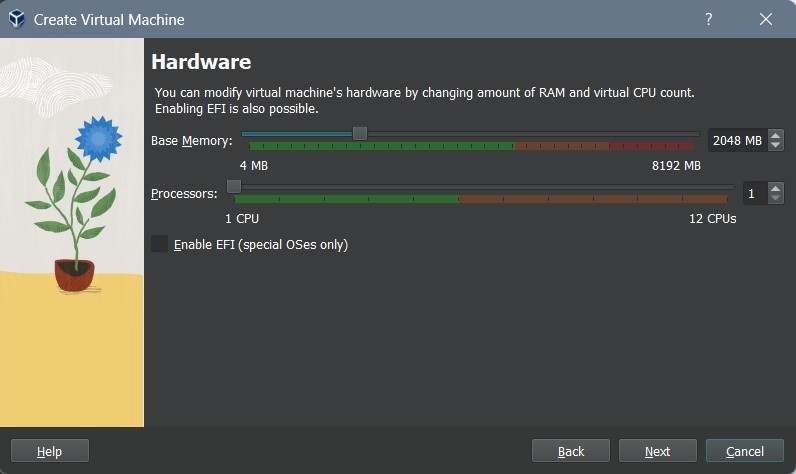 Create Virtual Machine
?
Hardware
You can modify virtual machine's hardware by changing amount of RAM and virtual CPU count.
Enabling EFI is also possible.
Base Memory: 2048 MB
4 MB 8192 MB
Processors: 1
1 CPU 12 CPUs
Enable EFI (special OSes only)
Help Back Next Cancel